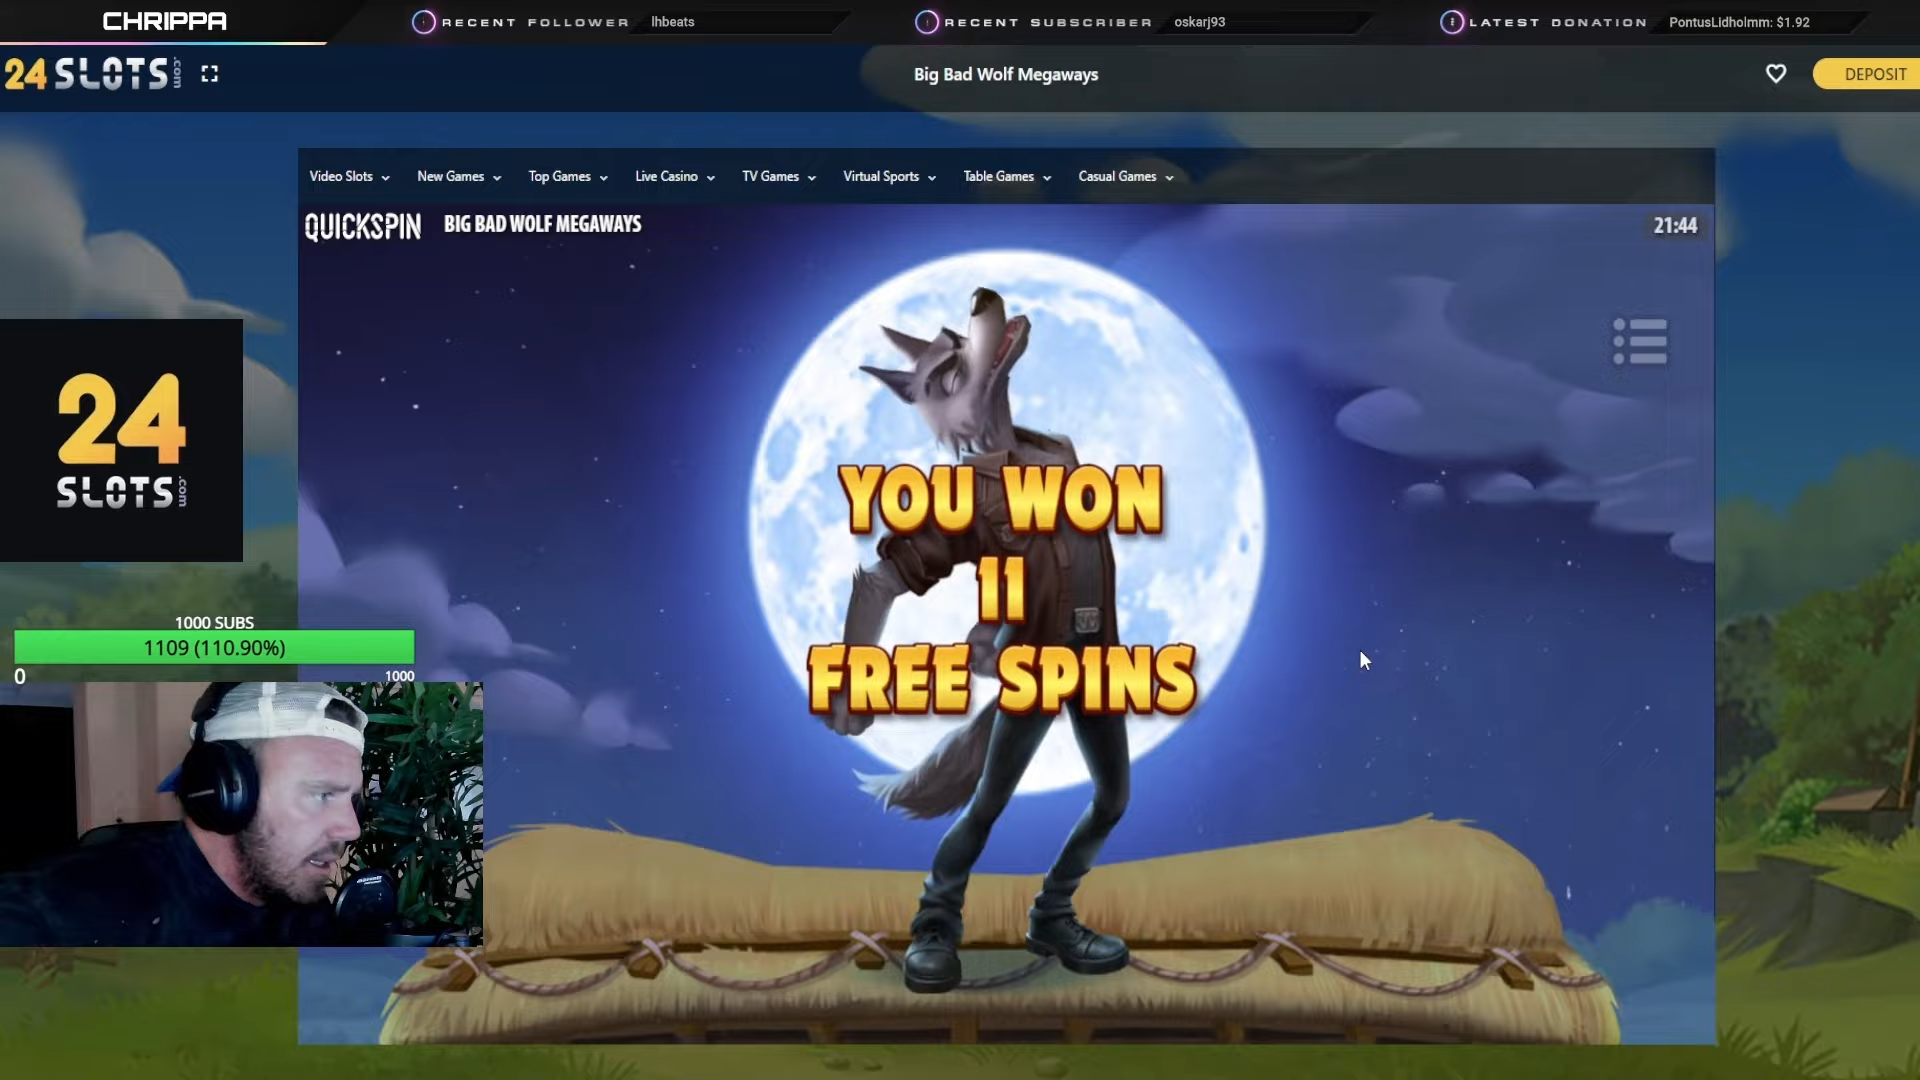 CHRIPPA
RECENT FOLLOWER lhbeats
RECENT SUBSCRIBER oskarj93
LATEST DONATION PontusLidholmm: $1.92
24 SLOTS.com
Big Bad Wolf Megaways
DEPOSIT
Video Slots
New Games
Top Games
Live Casino
TV Games
Virtual Sports
Table Games
Casual Games
QUICKSPIN
BIG BAD WOLF MEGAWAYS
21:44
24
SLOTS.com
YOU WON
11
FREE SPINS
1000 SUBS
1109 (110.90%)
0
1000